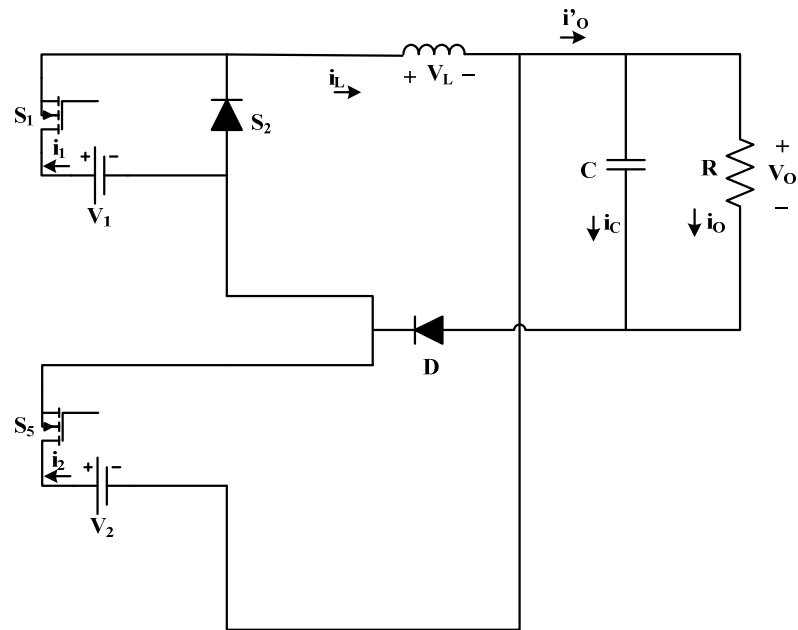 i'O
iL
+ VL −
S1
S2
i1
+ −
V1
C
R
+
VO
−
iC
iO
D
S5
i2
+ −
V2